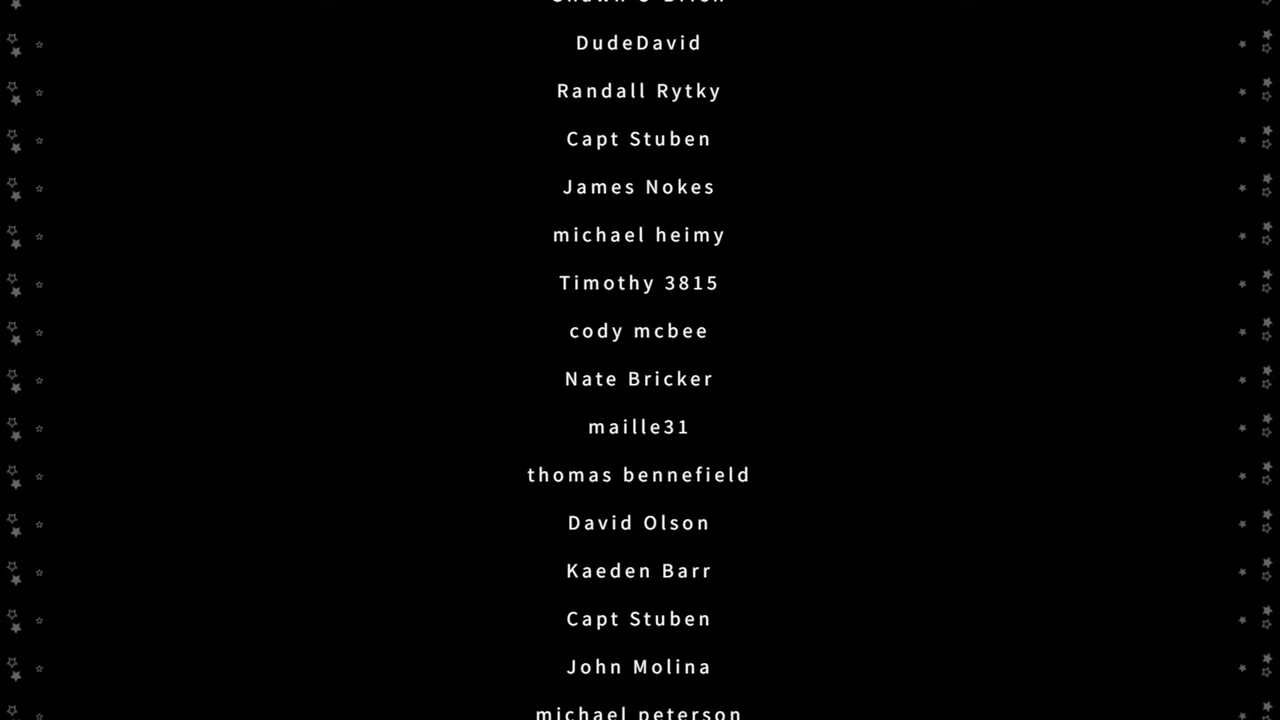 DudeDavid
Randall Rytky
Capt Stuben
James Nokes
michael heimy
Timothy 3815
cody mcbee
Nate Bricker
maille31
thomas bennefield
David Olson
Kaeden Barr
Capt Stuben
John Molina
michael peterson